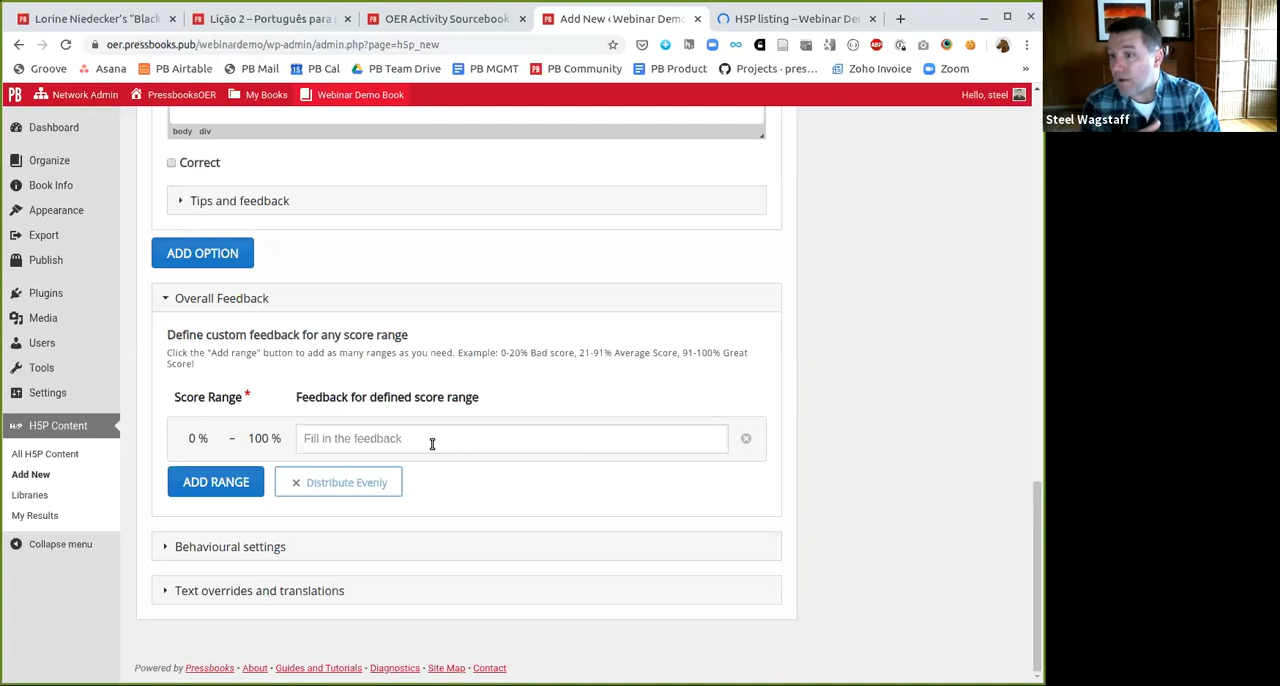 Lorine Niedecker's "Black
Lição 2 – Português para
OER Activity Sourcebook
Add New ‹ Webinar Demo
H5P listing – Webinar Der
oer.pressbooks.pub/webinardemo/wp-admin/admin.php?page=h5p_new
Groove
Asana
PB Airtable
PB Mail
PB Cal
PB Team Drive
PB MGMT
PB Community
PB Product
Projects · pres...
Zoho Invoice
Zoom
»
PB
Network Admin
PressbooksOER
My Books
Webinar Demo Book
Hello, steel
Steel Wagstaff
Dashboard
Organize
Book Info
Appearance
Export
Publish
Plugins
Media
Users
Tools
Settings
H5P Content
All H5P Content
Add New
Libraries
My Results
Collapse menu
body div
Correct
Tips and feedback
ADD OPTION
Overall Feedback
Define custom feedback for any score range
Click the "Add range" button to add as many ranges as you need. Example: 0-20% Bad score, 21-91% Average Score, 91-100% Great
Score!
Score Range * Feedback for defined score range
0 % – 100 % Fill in the feedback
ADD RANGE
Distribute Evenly
Behavioural settings
Text overrides and translations
Powered by Pressbooks · About · Guides and Tutorials · Diagnostics · Site Map · Contact